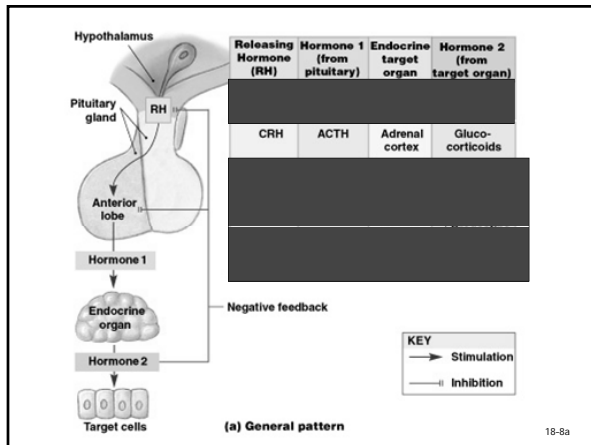 Hypothalamus
Releasing Hormone (RH)
Hormone 1 (from pituitary)
Endocrine target organ
Hormone 2 (from target organ)
Pituitary gland
RH
CRH
ACTH
Adrenal cortex
Gluco-corticoids
Anterior lobe
Hormone 1
Endocrine organ
Negative feedback
Hormone 2
KEY
Stimulation
Inhibition
Target cells
(a) General pattern
18-8a